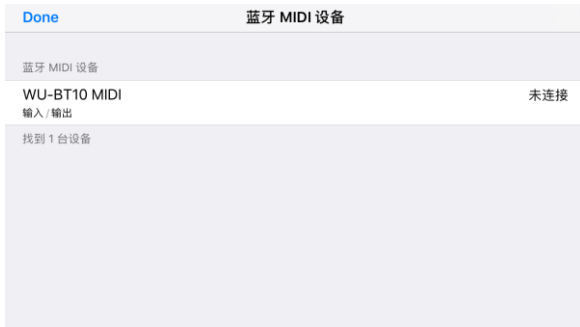 Done 蓝牙 MIDI 设备
蓝牙 MIDI 设备
WU-BT10 MIDI 未连接
输入 / 输出
找到 1 台设备